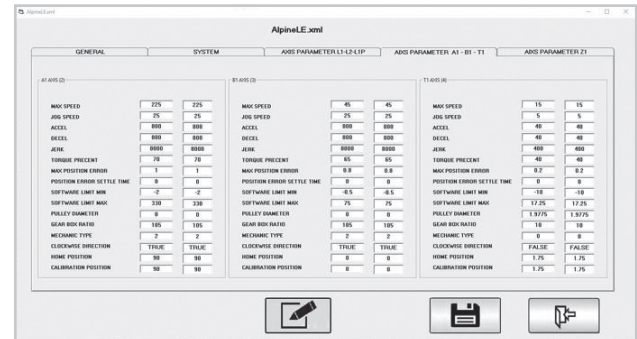 AlpineLE.xml
AlpineLE.xml
GENERAL SYSTEM AXIS PARAMETER L1-L2-L1P AXIS PARAMETER A1 - B1 - T1 AXIS PARAMETER Z1
A1 AXIS (2) B1 AXIS (3) T1 AXIS (4)
MAX SPEED 225 225 MAX SPEED 45 45 MAX SPEED 15 15
JOG SPEED 25 25 JOG SPEED 25 25 JOG SPEED 5 5
ACCEL 800 800 ACCEL 800 800 ACCEL 40 40
DECEL 800 800 DECEL 800 800 DECEL 40 40
JERK 8000 8000 JERK 8000 8000 JERK 400 400
TORQUE PRECENT 70 70 TORQUE PRECENT 65 65 TORQUE PRECENT 40 40
MAX POSITION ERROR 1 1 MAX POSITION ERROR 0.8 0.8 MAX POSITION ERROR 0.2 0.2
POSITION ERROR SETTLE TIME 0 0 POSITION ERROR SETTLE TIME 0 0 POSITION ERROR SETTLE TIME 0 0
SOFTWARE LIMIT MIN -2 -2 SOFTWARE LIMIT MIN -0.5 -0.5 SOFTWARE LIMIT MIN -10 -10
SOFTWARE LIMIT MAX 330 330 SOFTWARE LIMIT MAX 75 75 SOFTWARE LIMIT MAX 17.25 17.25
PULLEY DIAMETER 0 0 PULLEY DIAMETER 0 0 PULLEY DIAMETER 1.9775 1.9775
GEAR BOX RATIO 105 105 GEAR BOX RATIO 105 105 GEAR BOX RATIO 10 10
MECHANIC TYPE 2 2 MECHANIC TYPE 2 2 MECHANIC TYPE 0 0
CLOCKWISE DIRECTION TRUE TRUE CLOCKWISE DIRECTION TRUE TRUE CLOCKWISE DIRECTION FALSE FALSE
HOME POSITION 90 90 HOME POSITION 0 0 HOME POSITION 1.75 1.75
CALIBRATION POSITION 90 90 CALIBRATION POSITION 0 0 CALIBRATION POSITION 1.75 1.75